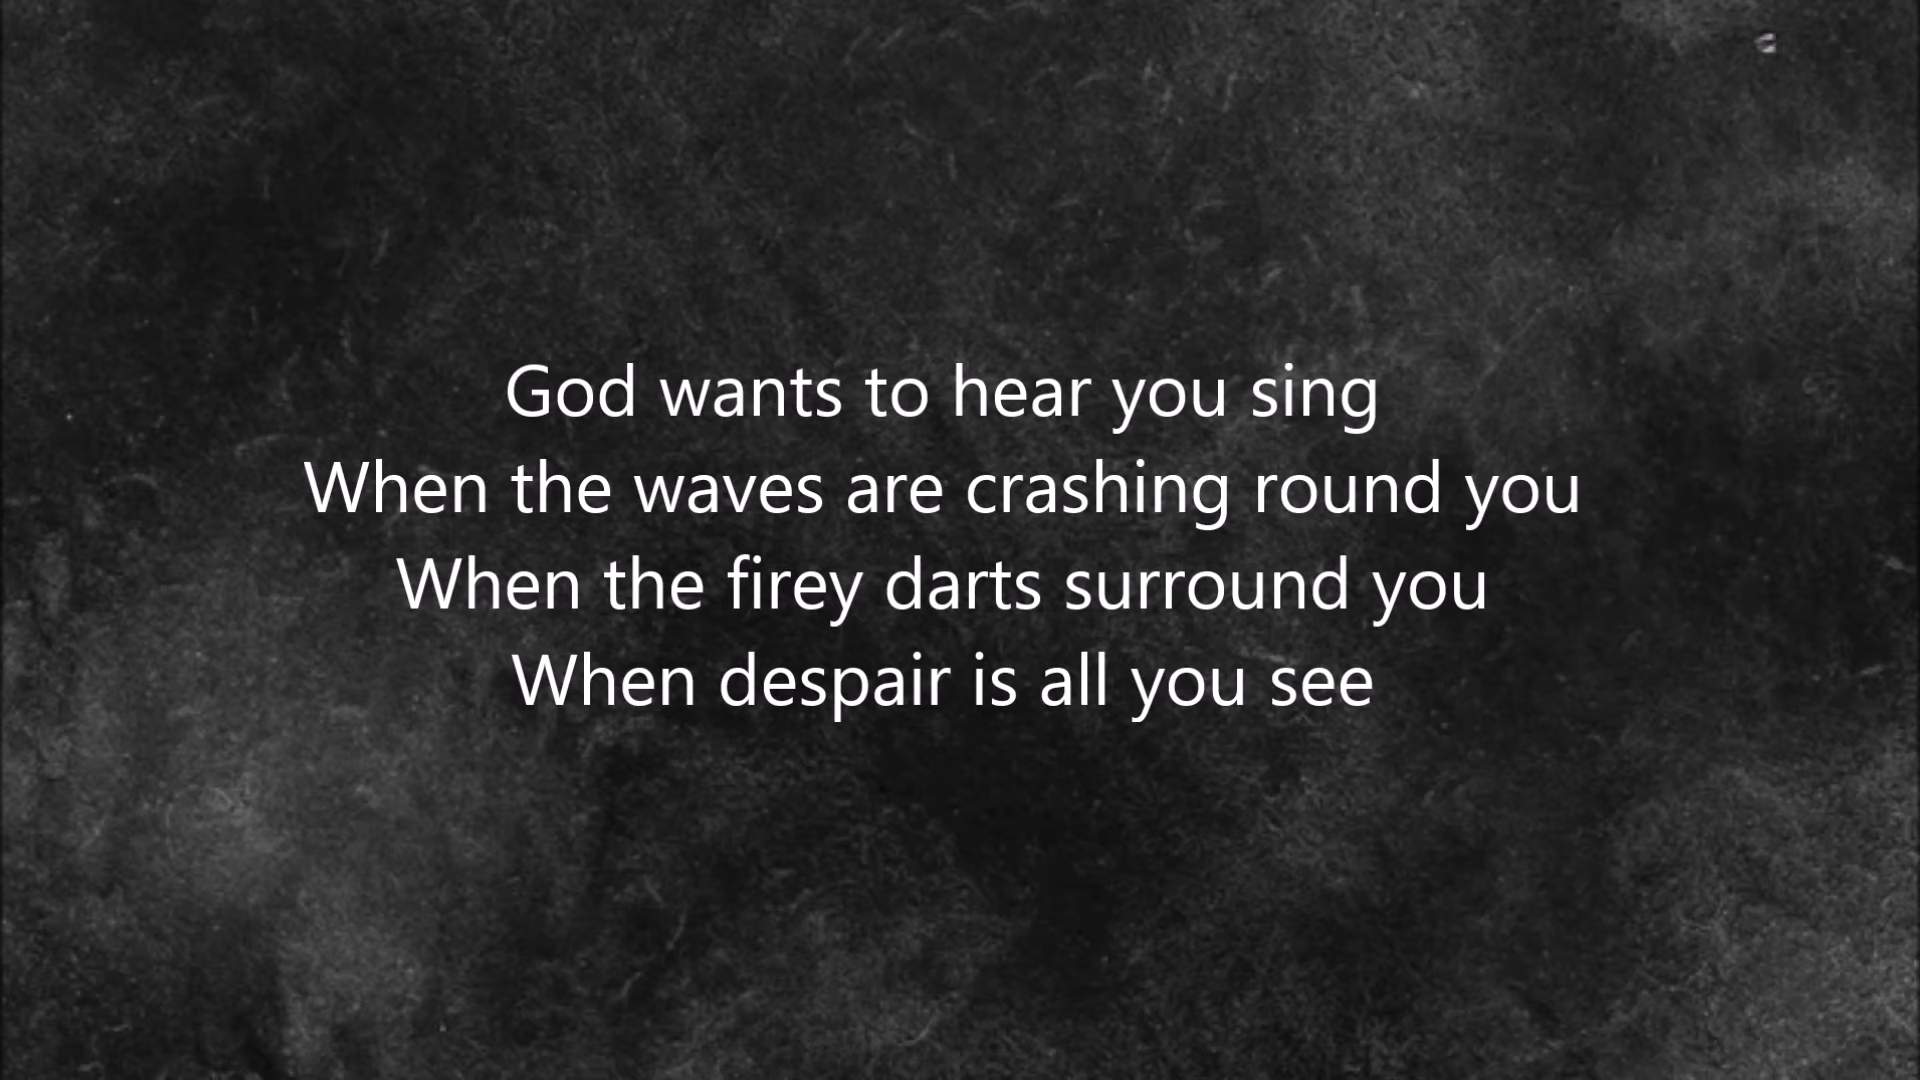 God wants to hear you sing
When the waves are crashing round you
When the firey darts surround you
When despair is all you see